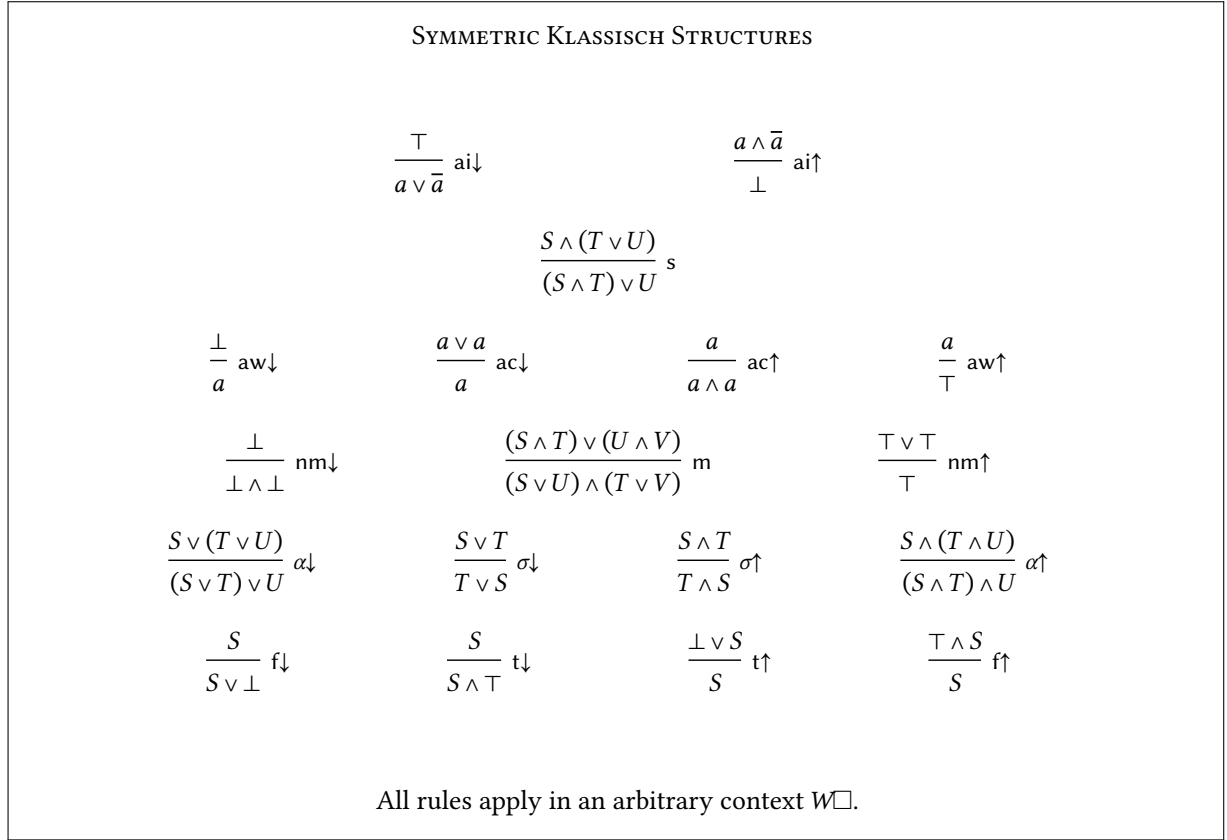 SYMMETRIC KLASSISCH STRUCTURES
⊤ / a ∨ a̅ ai↓    a ∧ a̅ / ⊥ ai↑
S ∧ (T ∨ U) / (S ∧ T) ∨ U s
⊥ / a aw↓    a ∨ a / a ac↓    a / a ∧ a ac↑    a / ⊤ aw↑
⊥ / ⊥ ∧ ⊥ nm↓    (S ∧ T) ∨ (U ∧ V) / (S ∨ U) ∧ (T ∨ V) m    ⊤ ∨ ⊤ / ⊤ nm↑
S ∨ (T ∨ U) / (S ∨ T) ∨ U α↓    S ∨ T / T ∨ S σ↓    S ∧ T / T ∧ S σ↑    S ∧ (T ∧ U) / (S ∧ T) ∧ U α↑
S / S ∨ ⊥ f↓    S / S ∧ ⊤ t↓    ⊥ ∨ S / S t↑    ⊤ ∧ S / S f↑
All rules apply in an arbitrary context W□.